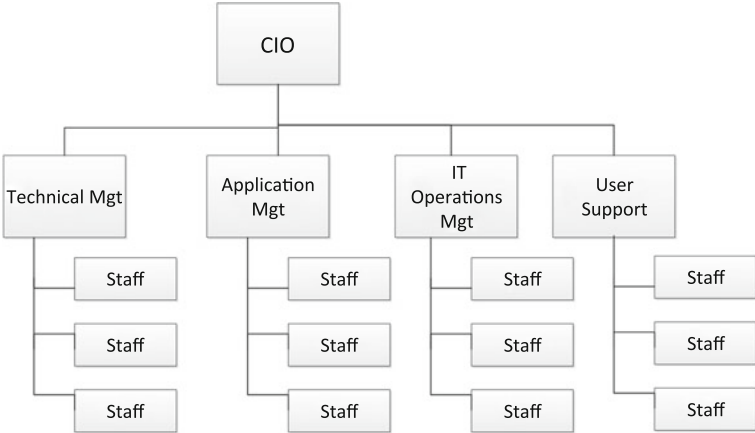 CIO
Technical Mgt
Application
Mgt
IT
Operations
Mgt
User
Support
Staff
Staff
Staff
Staff
Staff
Staff
Staff
Staff
Staff
Staff
Staff
Staff